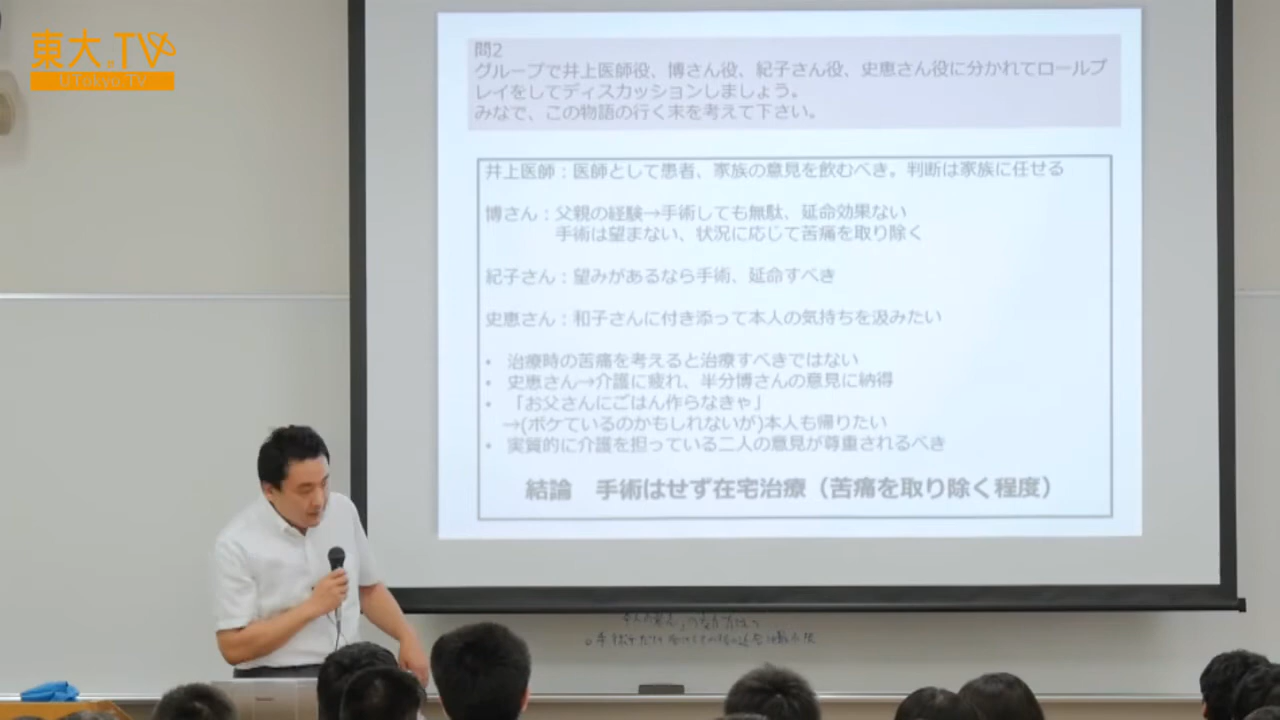 東大TV
UTokyo TV
問2
グループで井上医師役、博さん役、紀子さん役、史恵さん役に分かれてロールプ
レイをしてディスカッションしましょう。
みなで、この物語の行く末を考えて下さい。
井上医師：医師として患者、家族の意見を飲むべき。判断は家族に任せる
博さん：父親の経験→手術しても無駄、延命効果ない
手術は望まない、状況に応じて苦痛を取り除く
紀子さん：望みがあるなら手術、延命すべき
史恵さん：和子さんに付き添って本人の気持ちを汲みたい
• 治療時の苦痛を考えると治療すべきではない
• 史恵さん→介護に疲れ、半分博さんの意見に納得
• 「お父さんにごはん作らなきゃ」
→(ボケているのかもしれないが)本人も帰りたい
• 実質的に介護を担っている二人の意見が尊重されるべき
結論　手術はせず在宅治療（苦痛を取り除く程度）